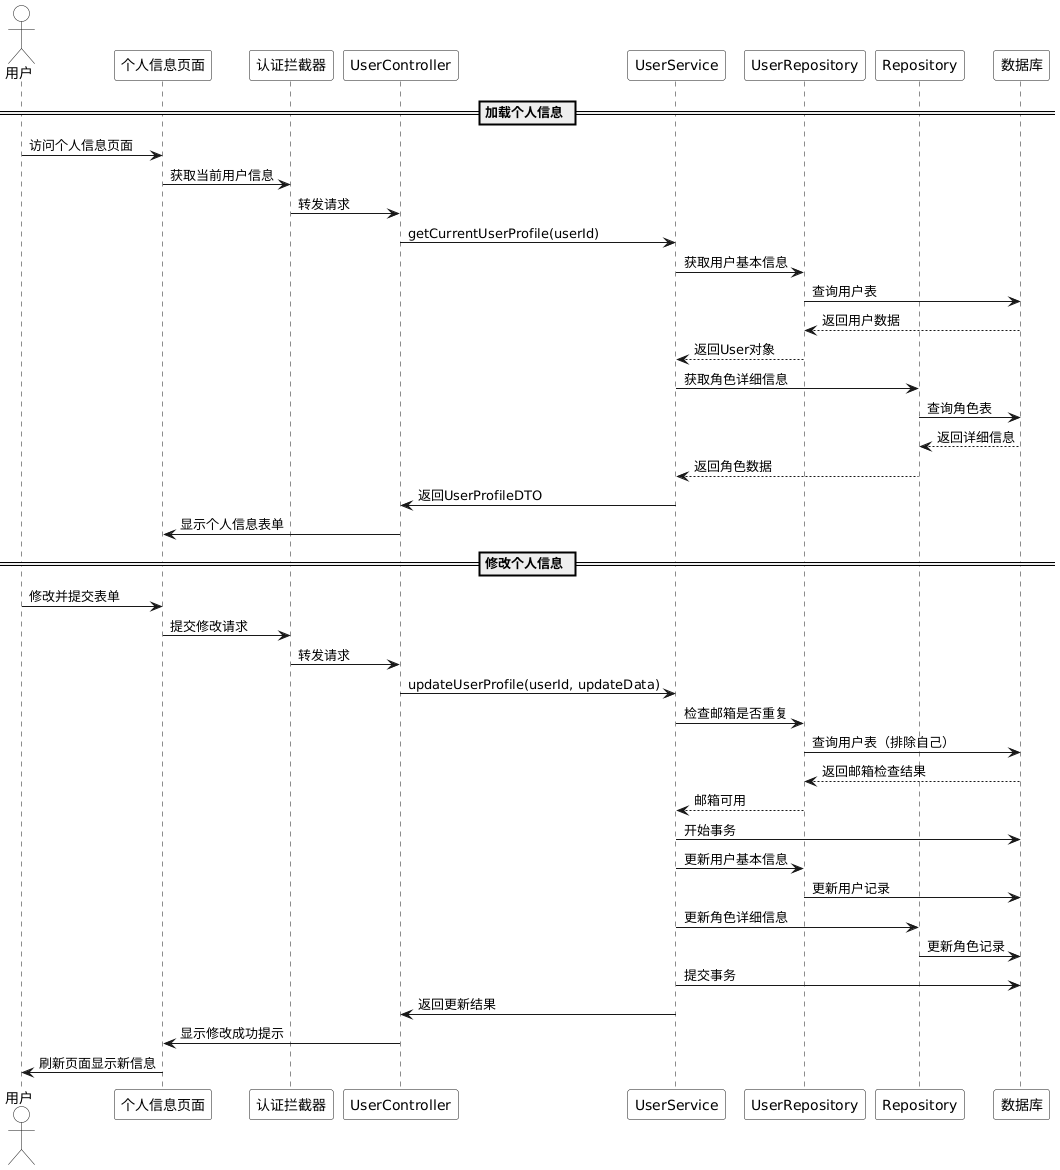 用户
个人信息页面
认证拦截器
UserController
UserService
UserRepository
Repository
数据库
加载个人信息
访问个人信息页面
获取当前用户信息
转发请求
getCurrentUserProfile(userId)
获取用户基本信息
查询用户表
返回用户数据
返回User对象
获取角色详细信息
查询角色表
返回详细信息
返回角色数据
返回UserProfileDTO
显示个人信息表单
修改个人信息
修改并提交表单
提交修改请求
转发请求
updateUserProfile(userId, updateData)
检查邮箱是否重复
查询用户表（排除自己）
返回邮箱检查结果
邮箱可用
开始事务
更新用户基本信息
更新用户记录
更新角色详细信息
更新角色记录
提交事务
返回更新结果
显示修改成功提示
刷新页面显示新信息
用户
个人信息页面
认证拦截器
UserController
UserService
UserRepository
Repository
数据库